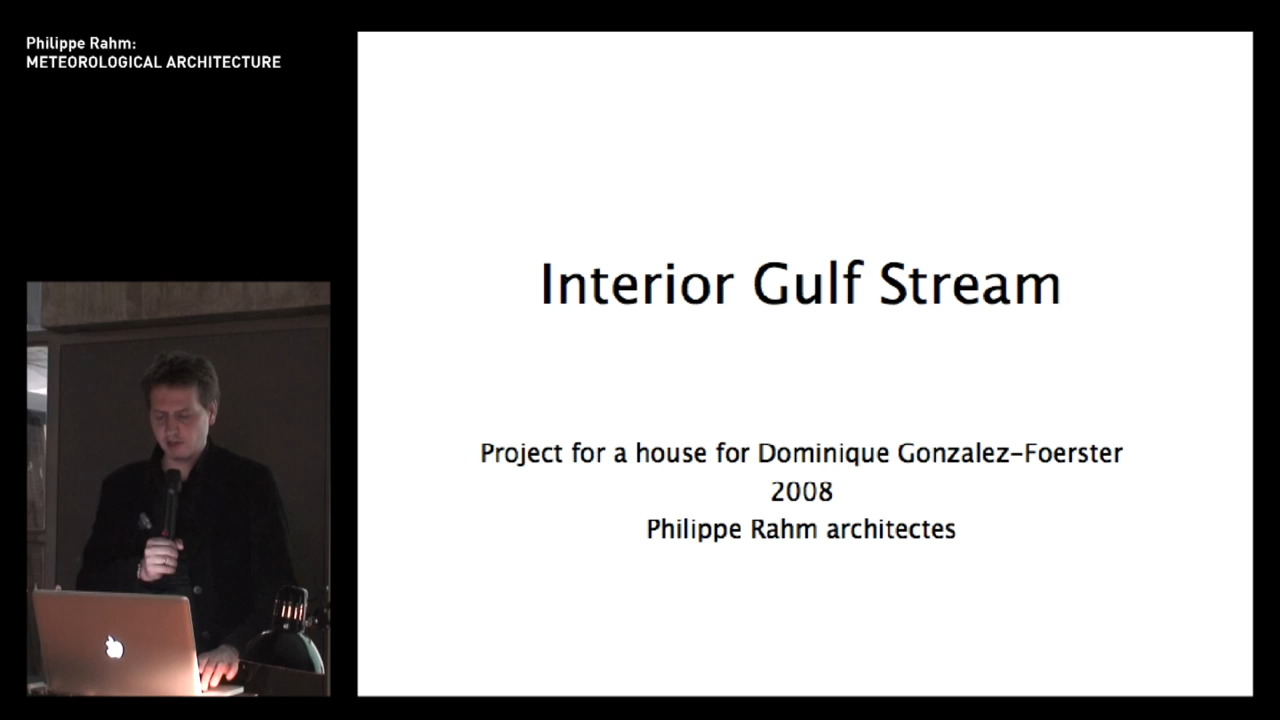 Philippe Rahm:
METEOROLOGICAL ARCHITECTURE
Interior Gulf Stream
Project for a house for Dominique Gonzalez-Foerster
2008
Philippe Rahm architectes